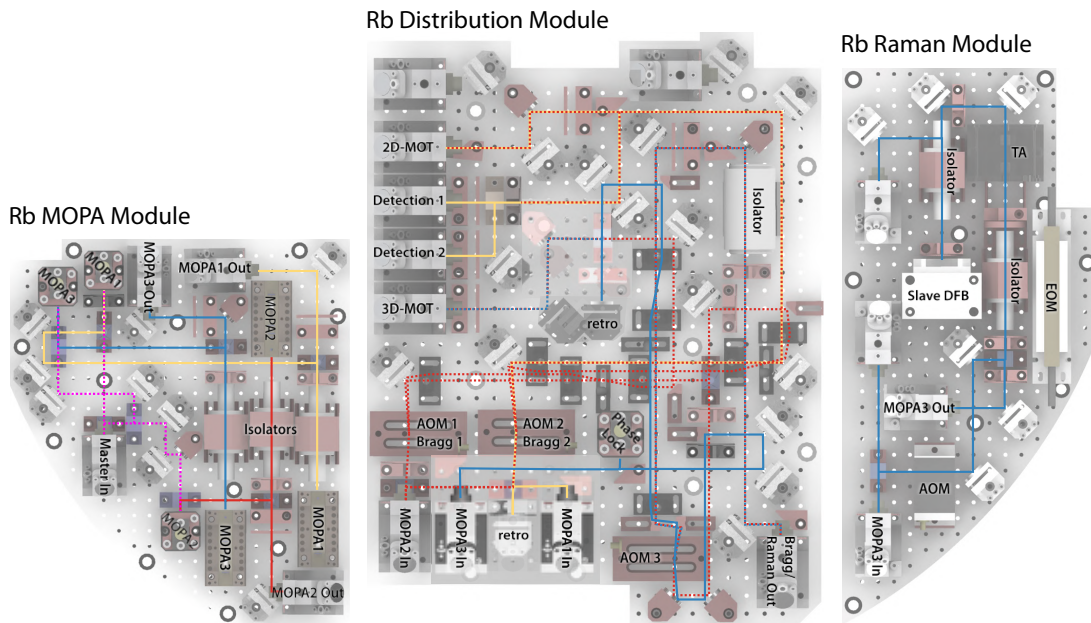 Rb MOPA Module
MOPA3
MOPA1
MOPA3 Out
MOPA1 Out
MOPA2
Isolators
Master In
MOPA2
MOPA3
MOPA1
MOPA2 Out
Rb Distribution Module
2D-MOT
Detection 1
Detection 2
3D-MOT
Isolator
retro
AOM 1
Bragg 1
AOM 2
Bragg 2
Phase
Lock
MOPA2 In
MOPA3 In
retro
MOPA1 In
AOM 3
Bragg/
Raman Out
Rb Raman Module
Isolator
TA
Slave DFB
Isolator
EOM
MOPA3 Out
AOM
MOPA3 In